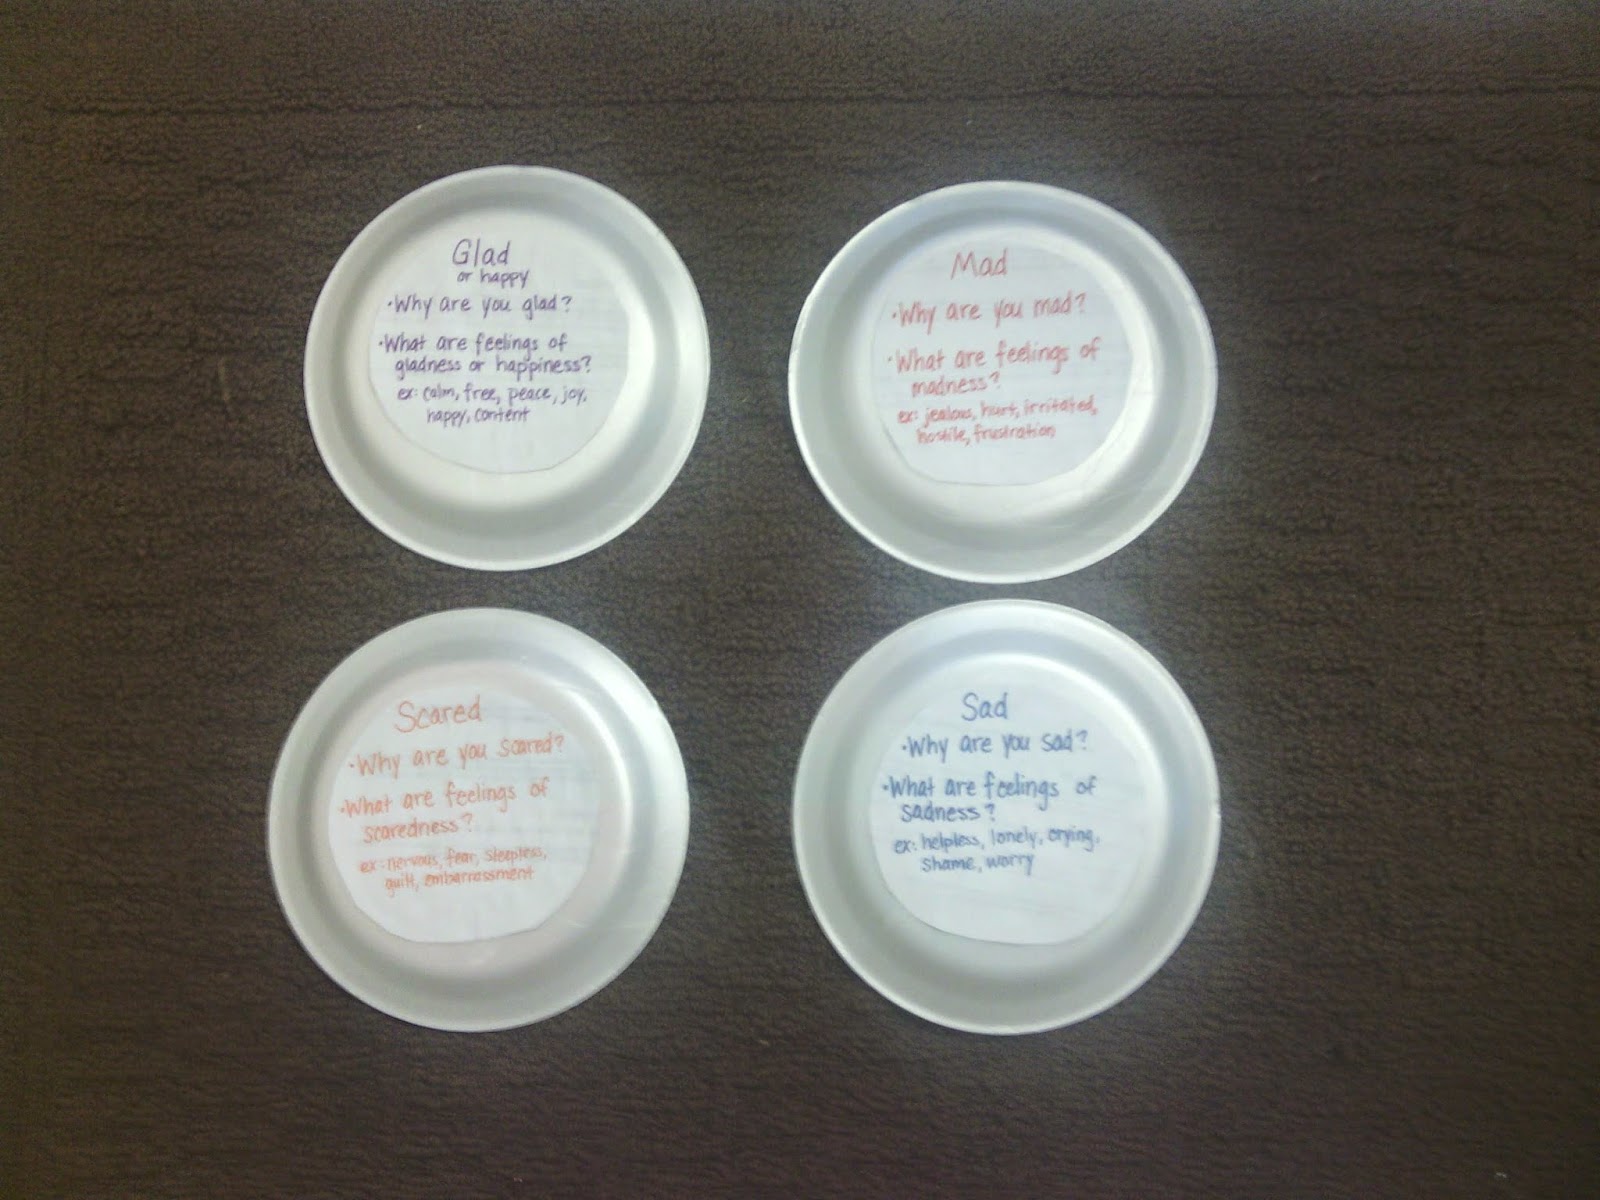 Glad
or happy
•Why are you glad?
•What are feelings of
gladness or happiness?
ex: calm, free, peace, joy,
happy, content
Mad
•Why are you mad?
•What are feelings of
madness?
ex: jealous, hurt, irritated,
hostile, frustration
Scared
•Why are you scared?
•What are feelings of
scaredness?
ex: nervous, fear, sleepless,
guilt, embarrassment
Sad
•Why are you sad?
•What are feelings of
sadness?
ex: helpless, lonely, crying,
shame, worry